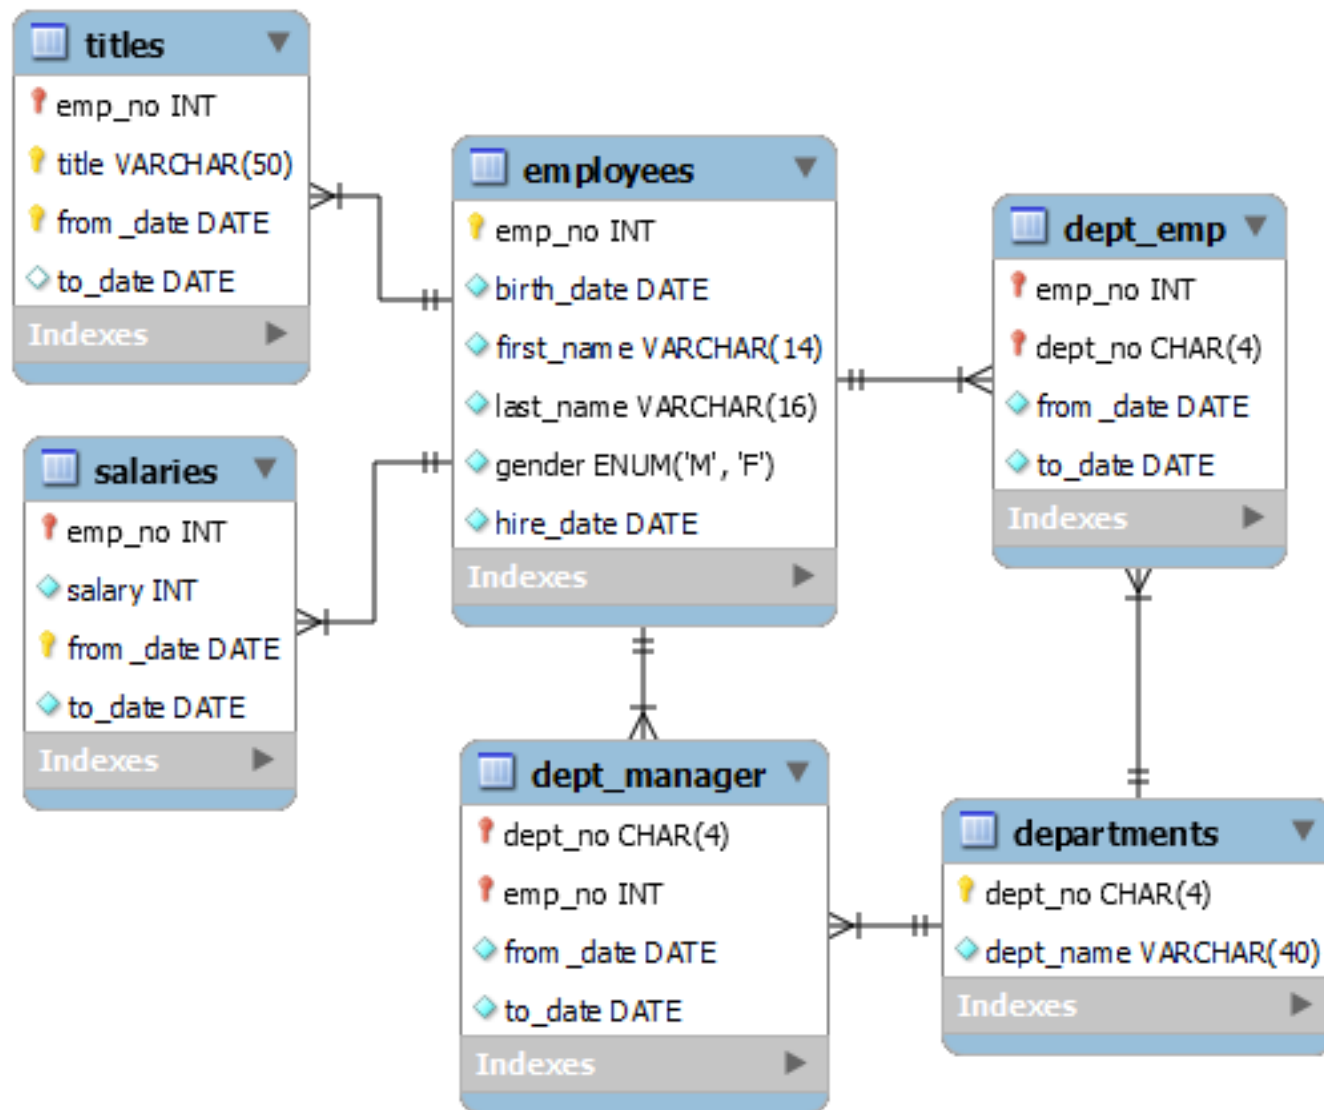 titles
emp_no INT
title VARCHAR(50)
from_date DATE
to_date DATE
Indexes
employees
emp_no INT
birth_date DATE
first_name VARCHAR(14)
last_name VARCHAR(16)
gender ENUM('M', 'F')
hire_date DATE
Indexes
dept_emp
emp_no INT
dept_no CHAR(4)
from_date DATE
to_date DATE
Indexes
salaries
emp_no INT
salary INT
from_date DATE
to_date DATE
Indexes
dept_manager
dept_no CHAR(4)
emp_no INT
from_date DATE
to_date DATE
Indexes
departments
dept_no CHAR(4)
dept_name VARCHAR(40)
Indexes